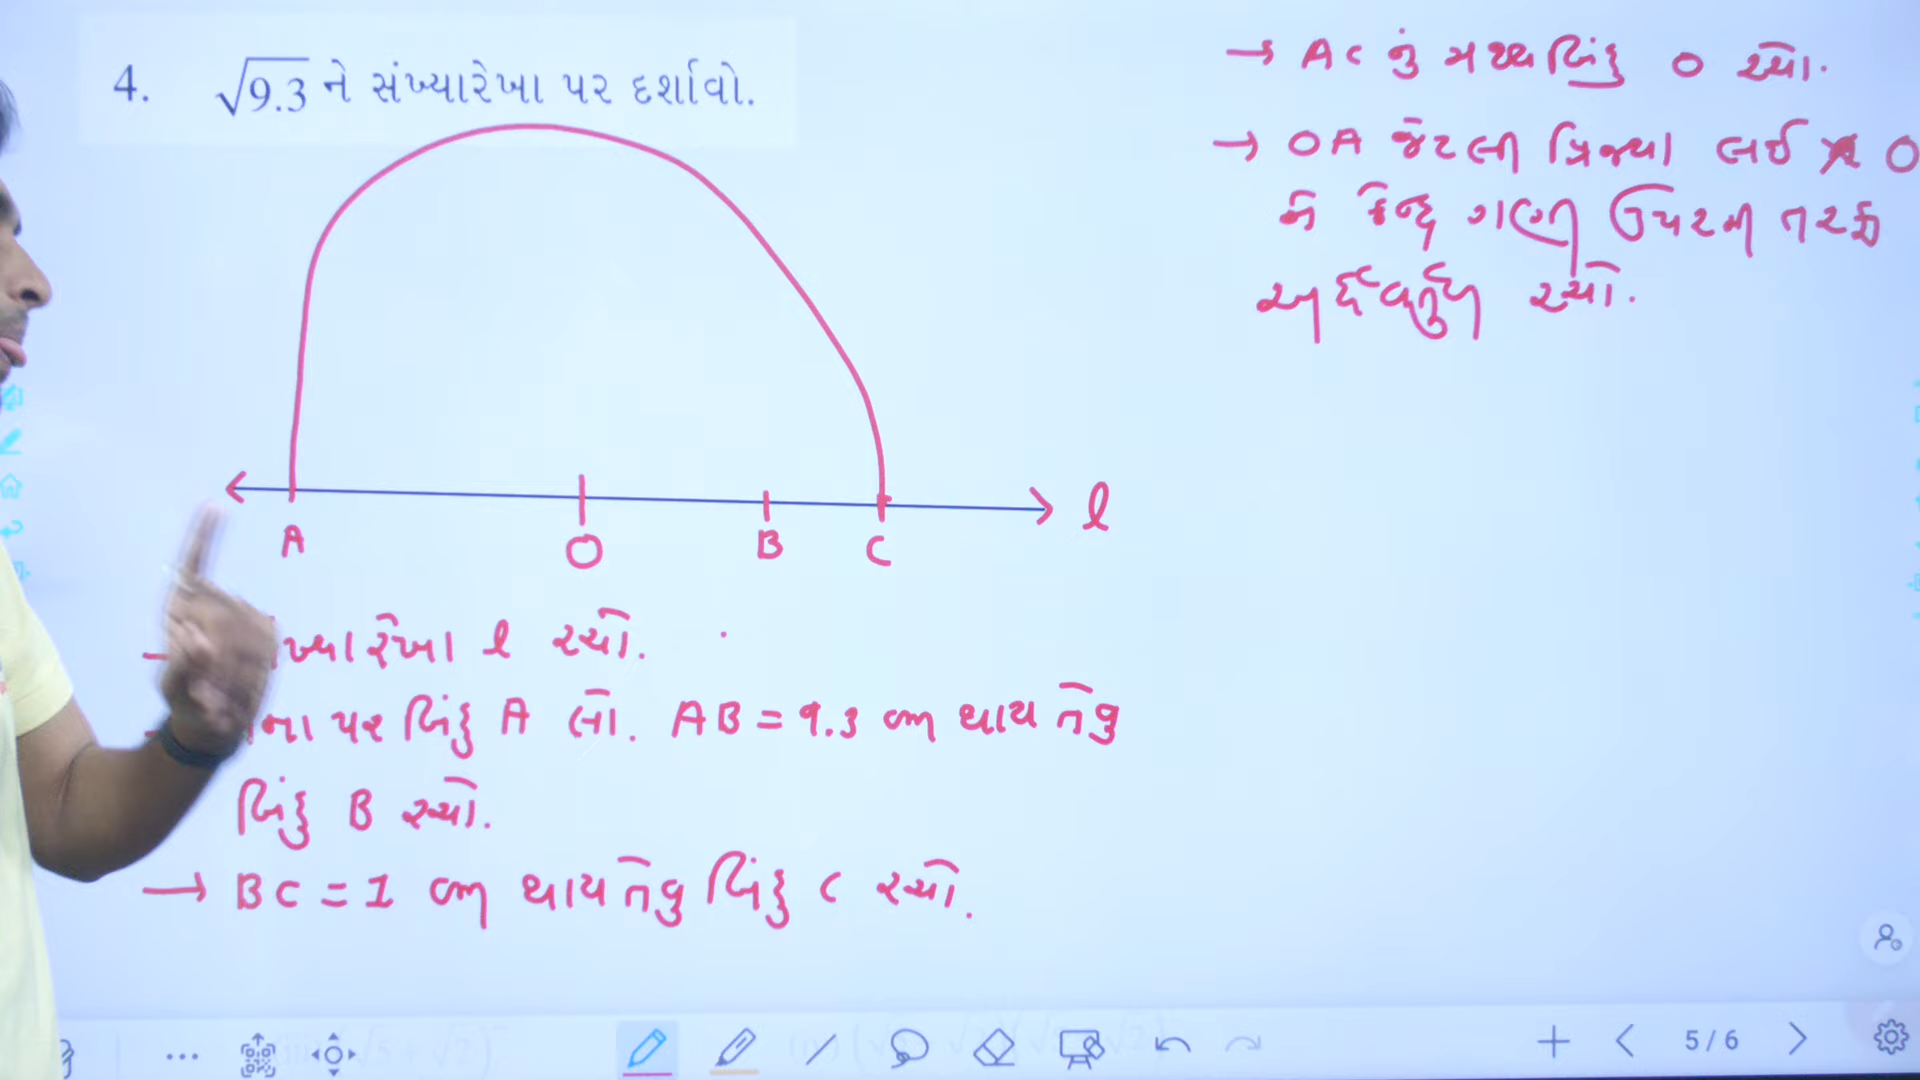 4. √9.3 ને સંખ્યારેખા પર દર્શાવો.
A O B C l
ખ્યારેખા l રચો.
ના પર બિંદુ A લો. AB = 9.3 cm થાય તેવુ
બિંદુ B રચો.
→ BC = 1 cm થાય તેવુ બિંદુ C રચો.
→ AC નું મધ્યબિંદુ O રચો.
→ OA જેટલી ત્રિજ્યા લઈ O
ને કેન્દ્ર ગણી ઉપરની તરફ
અર્દ્ધવર્તુળ રચો.
5/6